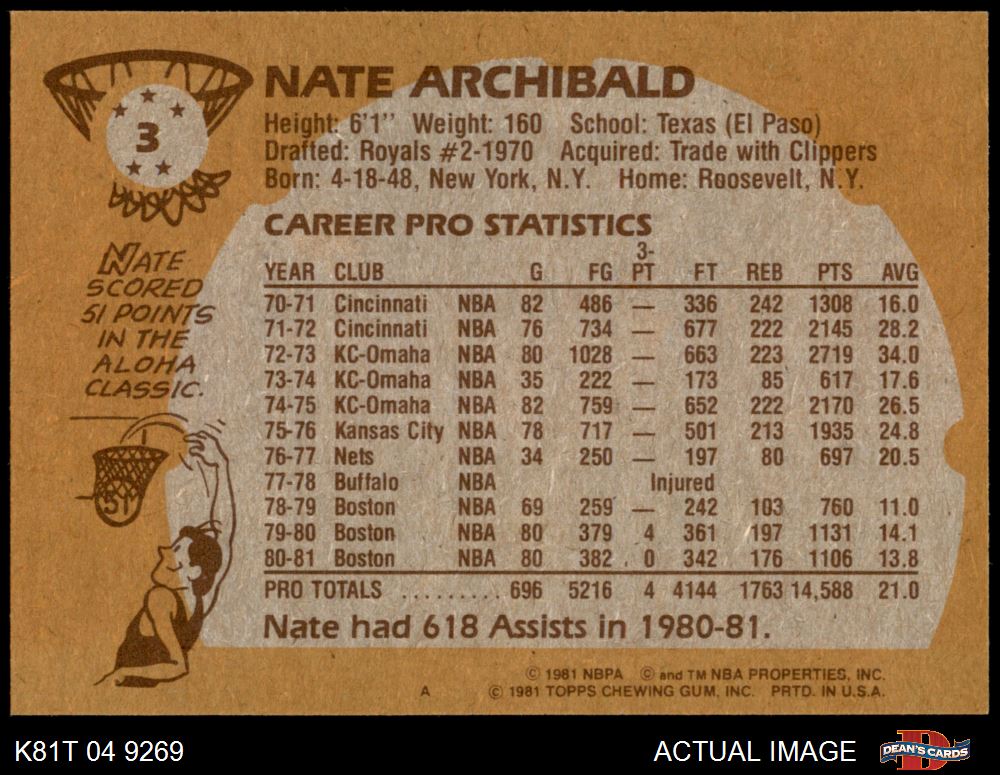 3
NATE ARCHIBALD
Height: 6'1" Weight: 160 School: Texas (El Paso)
Drafted: Royals #2-1970 Acquired: Trade with Clippers
Born: 4-18-48, New York, N.Y. Home: Roosevelt, N.Y.
NATE
SCORED
51 POINTS
IN THE
ALOHA
CLASSIC.
51
CAREER PRO STATISTICS
YEAR CLUB G FG 3-PT FT REB PTS AVG
70-71 Cincinnati NBA 82 486 — 336 242 1308 16.0
71-72 Cincinnati NBA 76 734 — 677 222 2145 28.2
72-73 KC-Omaha NBA 80 1028 — 663 223 2719 34.0
73-74 KC-Omaha NBA 35 222 — 173 85 617 17.6
74-75 KC-Omaha NBA 82 759 — 652 222 2170 26.5
75-76 Kansas City NBA 78 717 — 501 213 1935 24.8
76-77 Nets NBA 34 250 — 197 80 697 20.5
77-78 Buffalo NBA Injured
78-79 Boston NBA 69 259 — 242 103 760 11.0
79-80 Boston NBA 80 379 4 361 197 1131 14.1
80-81 Boston NBA 80 382 0 342 176 1106 13.8
PRO TOTALS ......... 696 5216 4 4144 1763 14,588 21.0
Nate had 618 Assists in 1980-81.
© 1981 NBPA © and TM NBA PROPERTIES, INC.
A © 1981 TOPPS CHEWING GUM, INC. PRTD. IN U.S.A.
K81T 04 9269 ACTUAL IMAGE DEAN'S CARDS